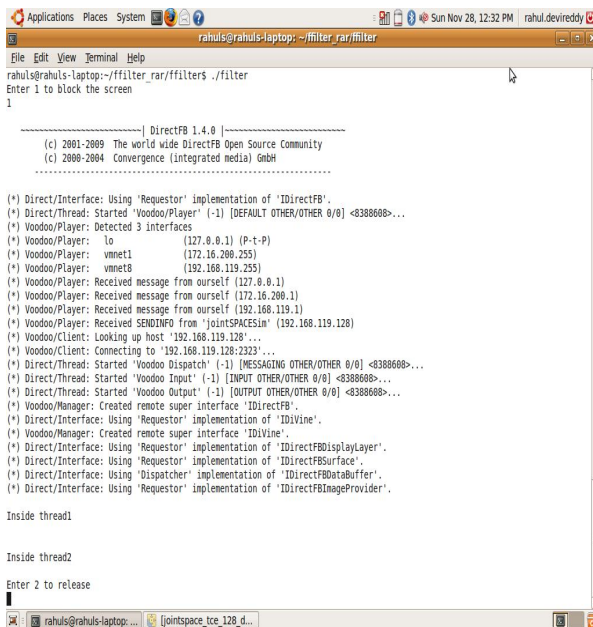 Applications Places System Sun Nov 28, 12:32 PM rahul.devireddy
rahuls@rahuls-laptop: ~/ffilter_rar/ffilter
File Edit View Terminal Help
rahuls@rahuls-laptop:~/ffilter_rar/ffilter$ ./filter
Enter 1 to block the screen
1
~~~~~~~~~~~~~~~~~~~~~~~~~~| DirectFB 1.4.0 |~~~~~~~~~~~~~~~~~~~~~~~~~~
(c) 2001-2009 The world wide DirectFB Open Source Community
(c) 2000-2004 Convergence (integrated media) GmbH
----------------------------------------------------------------
(*) Direct/Interface: Using 'Requestor' implementation of 'IDirectFB'.
(*) Direct/Thread: Started 'Voodoo/Player' (-1) [DEFAULT OTHER/OTHER 0/0] <8388608>...
(*) Voodoo/Player: Detected 3 interfaces
(*) Voodoo/Player: lo (127.0.0.1) (P-t-P)
(*) Voodoo/Player: vmnet1 (172.16.200.255)
(*) Voodoo/Player: vmnet8 (192.168.119.255)
(*) Voodoo/Player: Received message from ourself (127.0.0.1)
(*) Voodoo/Player: Received message from ourself (172.16.200.1)
(*) Voodoo/Player: Received message from ourself (192.168.119.1)
(*) Voodoo/Player: Received SENDINFO from 'jointSPACESim' (192.168.119.128)
(*) Voodoo/Client: Looking up host '192.168.119.128'...
(*) Voodoo/Client: Connecting to '192.168.119.128:2323'...
(*) Direct/Thread: Started 'Voodoo Dispatch' (-1) [MESSAGING OTHER/OTHER 0/0] <8388608>...
(*) Direct/Thread: Started 'Voodoo Input' (-1) [INPUT OTHER/OTHER 0/0] <8388608>...
(*) Direct/Thread: Started 'Voodoo Output' (-1) [OUTPUT OTHER/OTHER 0/0] <8388608>...
(*) Voodoo/Manager: Created remote super interface 'IDirectFB'.
(*) Direct/Interface: Using 'Requestor' implementation of 'IDiVine'.
(*) Voodoo/Manager: Created remote super interface 'IDiVine'.
(*) Direct/Interface: Using 'Requestor' implementation of 'IDirectFBDisplayLayer'.
(*) Direct/Interface: Using 'Requestor' implementation of 'IDirectFBSurface'.
(*) Direct/Interface: Using 'Dispatcher' implementation of 'IDirectFBDataBuffer'.
(*) Direct/Interface: Using 'Requestor' implementation of 'IDirectFBImageProvider'.
Inside thread1
Inside thread2
Enter 2 to release
rahuls@rahuls-laptop: ... [jointspace_tce_128_d...